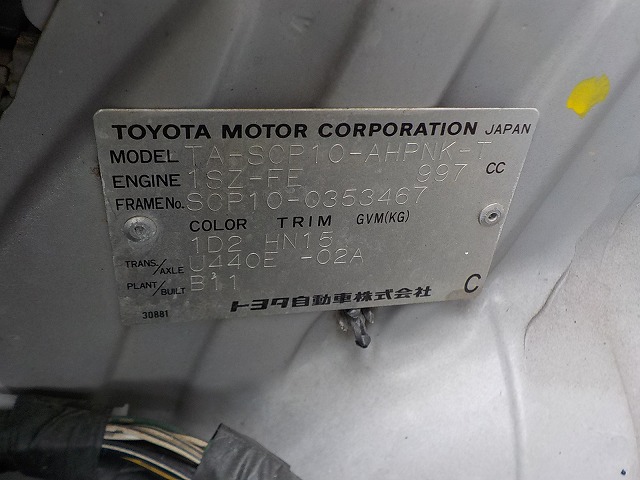 TOYOTA MOTOR CORPORATION JAPAN
MODEL TA-SCP10-AHPNK-T
ENGINE 1SZ-FE 997 CC
FRAME No. SCP10-0353467
COLOR TRIM GVM(KG)
1D2 HN15
TRANS./AXLE U440E -02A
PLANT/BUILT B11
トヨタ自動車株式会社 C
30881